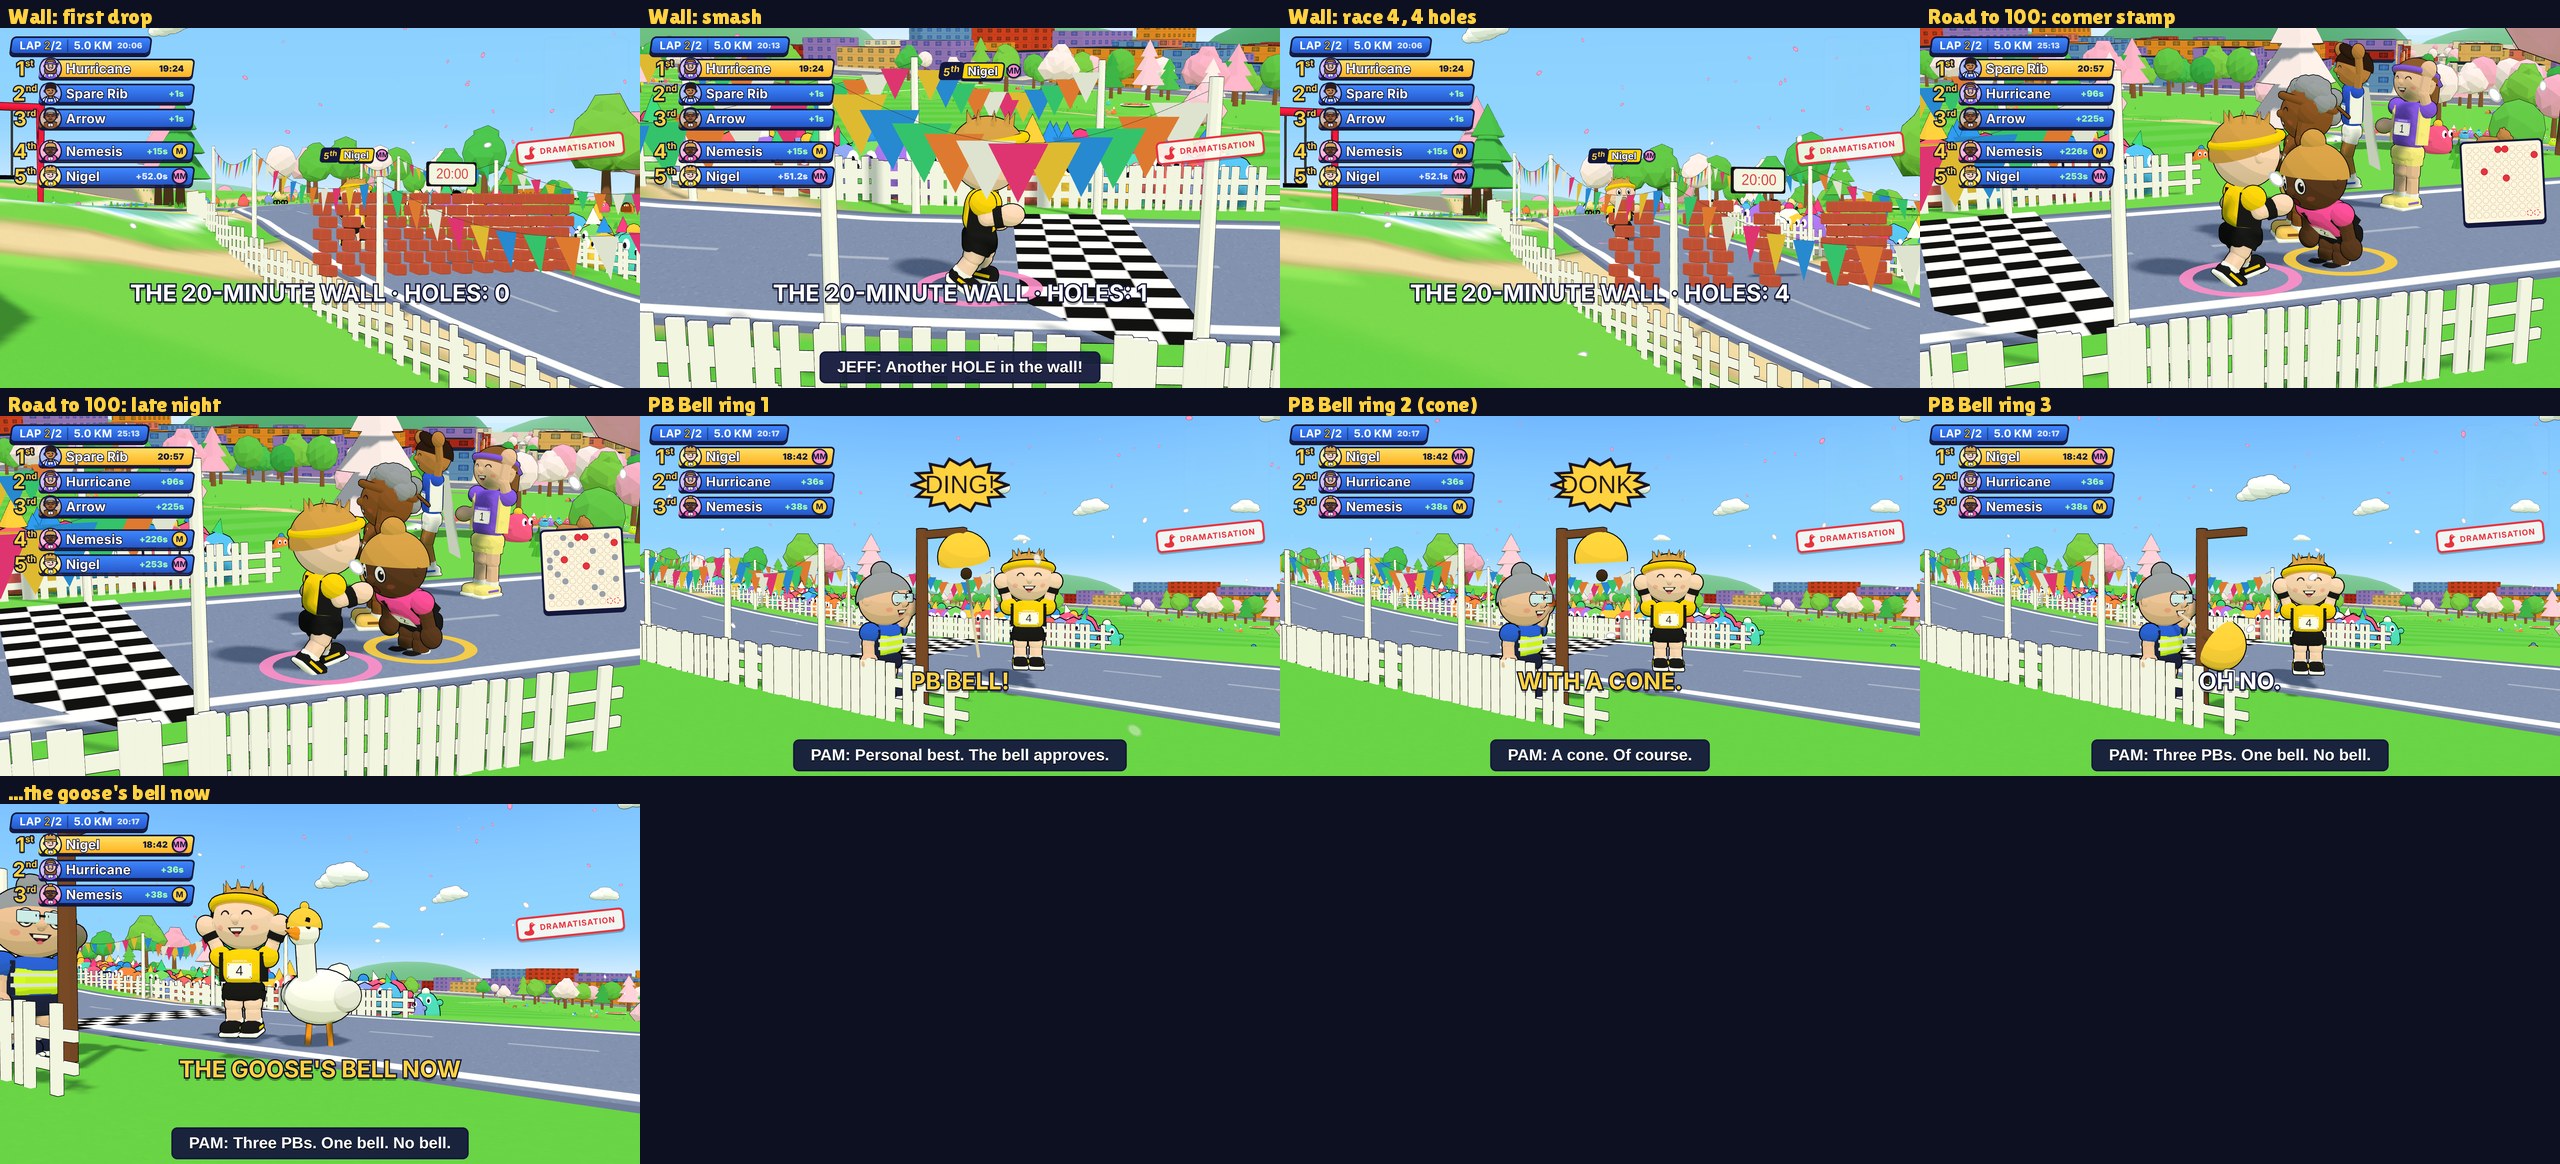 Wall: first drop
LAP 2/2 5.0 KM 20:06
1st Hurricane 19:24
2nd Spare Rib +1s
3rd Arrow +1s
4th Nemesis +15s M
5th Nigel +52.0s MM
5th Nigel MM
20:00
DRAMATISATION
THE 20-MINUTE WALL · HOLES: 0
Wall: smash
LAP 2/2 5.0 KM 20:13
1st Hurricane 19:24
2nd Spare Rib +1s
3rd Arrow +1s
4th Nemesis +15s M
5th Nigel +51.2s MM
5th Nigel MM
DRAMATISATION
THE 20-MINUTE WALL · HOLES: 1
JEFF: Another HOLE in the wall!
Wall: race 4, 4 holes
LAP 2/2 5.0 KM 20:06
1st Hurricane 19:24
2nd Spare Rib +1s
3rd Arrow +1s
4th Nemesis +15s M
5th Nigel +52.1s MM
5th Nigel MM
20:00
DRAMATISATION
THE 20-MINUTE WALL · HOLES: 4
Road to 100: corner stamp
LAP 2/2 5.0 KM 25:13
1st Spare Rib 20:57
2nd Hurricane +96s
3rd Arrow +225s
4th Nemesis +226s M
5th Nigel +253s MM
1
Road to 100: late night
LAP 2/2 5.0 KM 25:13
1st Spare Rib 20:57
2nd Hurricane +96s
3rd Arrow +225s
4th Nemesis +226s M
5th Nigel +253s MM
1
PB Bell ring 1
LAP 2/2 5.0 KM 20:17
1st Nigel 18:42 MM
2nd Hurricane +36s
3rd Nemesis +38s M
DING!
DRAMATISATION
4
PB BELL!
PAM: Personal best. The bell approves.
PB Bell ring 2 (cone)
LAP 2/2 5.0 KM 20:17
1st Nigel 18:42 MM
2nd Hurricane +36s
3rd Nemesis +38s M
DONK
DRAMATISATION
4
WITH A CONE.
PAM: A cone. Of course.
PB Bell ring 3
LAP 2/2 5.0 KM 20:17
1st Nigel 18:42 MM
2nd Hurricane +36s
3rd Nemesis +38s M
DRAMATISATION
4
OH NO.
PAM: Three PBs. One bell. No bell.
...the goose's bell now
LAP 2/2 5.0 KM 20:17
1st Nigel 18:42 MM
2nd Hurricane +36s
3rd Nemesis +38s M
DRAMATISATION
4
THE GOOSE'S BELL NOW
PAM: Three PBs. One bell. No bell.